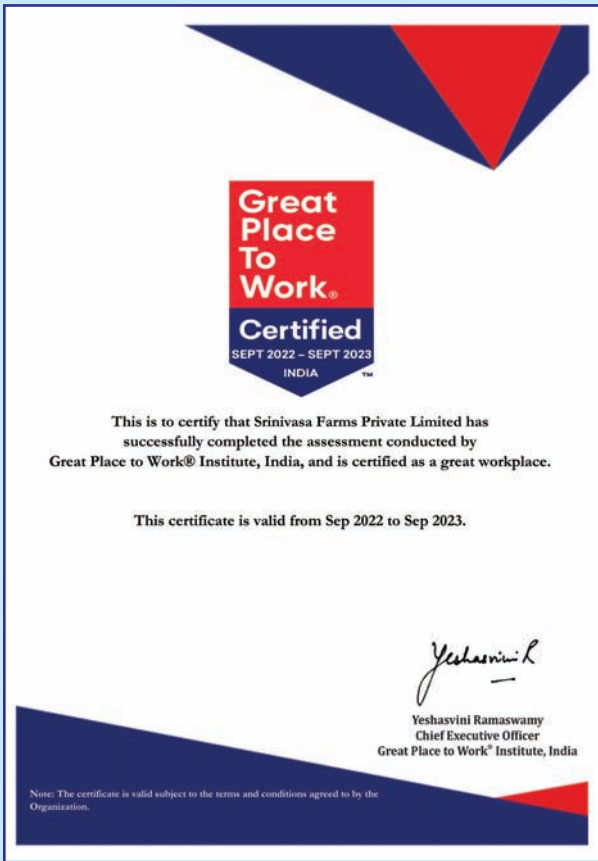 Great
Place
To
Work®
Certified
SEPT 2022 – SEPT 2023
INDIA
TM
This is to certify that Srinivasa Farms Private Limited has
successfully completed the assessment conducted by
Great Place to Work® Institute, India, and is certified as a great workplace.
This certificate is valid from Sep 2022 to Sep 2023.
Yeshasvini R
Yeshasvini Ramaswamy
Chief Executive Officer
Great Place to Work® Institute, India
Note: The certificate is valid subject to the terms and conditions agreed to by the
Organization.